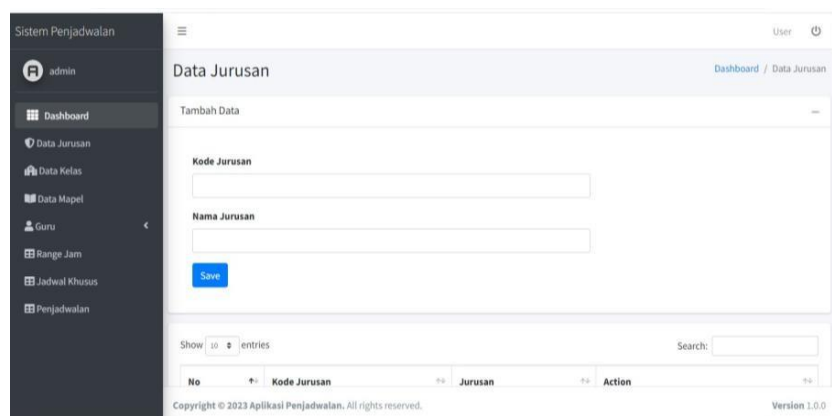 Sistem Penjadwalan
User
admin
Data Jurusan
Dashboard / Data Jurusan
Dashboard
Data Jurusan
Data Kelas
Data Mapel
Guru
Range Jam
Jadwal Khusus
Penjadwalan
Tambah Data
Kode Jurusan
Nama Jurusan
Save
Show 10 entries
Search:
No Kode Jurusan Jurusan Action
Copyright © 2023 Aplikasi Penjadwalan. All rights reserved.
Version 1.0.0